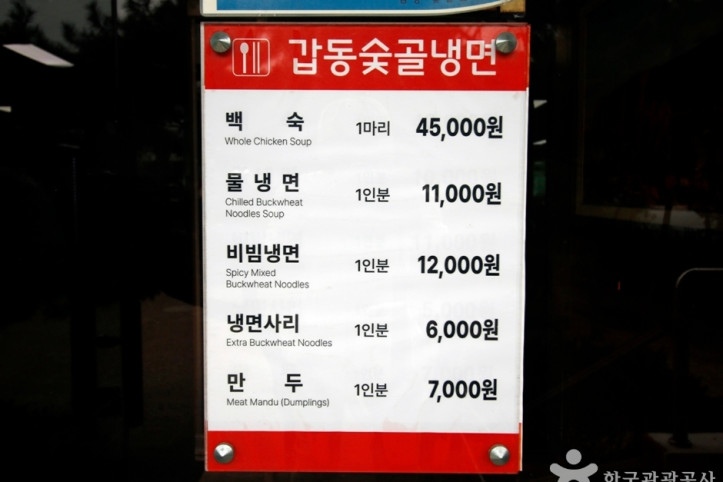 갑동숯골냉면
백 숙 1마리 45,000원
Whole Chicken Soup
물 냉 면 1인분 11,000원
Chilled Buckwheat
Noodles Soup
비빔냉면 1인분 12,000원
Spicy Mixed
Buckwheat Noodles
냉면사리 1인분 6,000원
Extra Buckwheat Noodles
만 두 1인분 7,000원
Meat Mandu (Dumplings)
한국관광공사